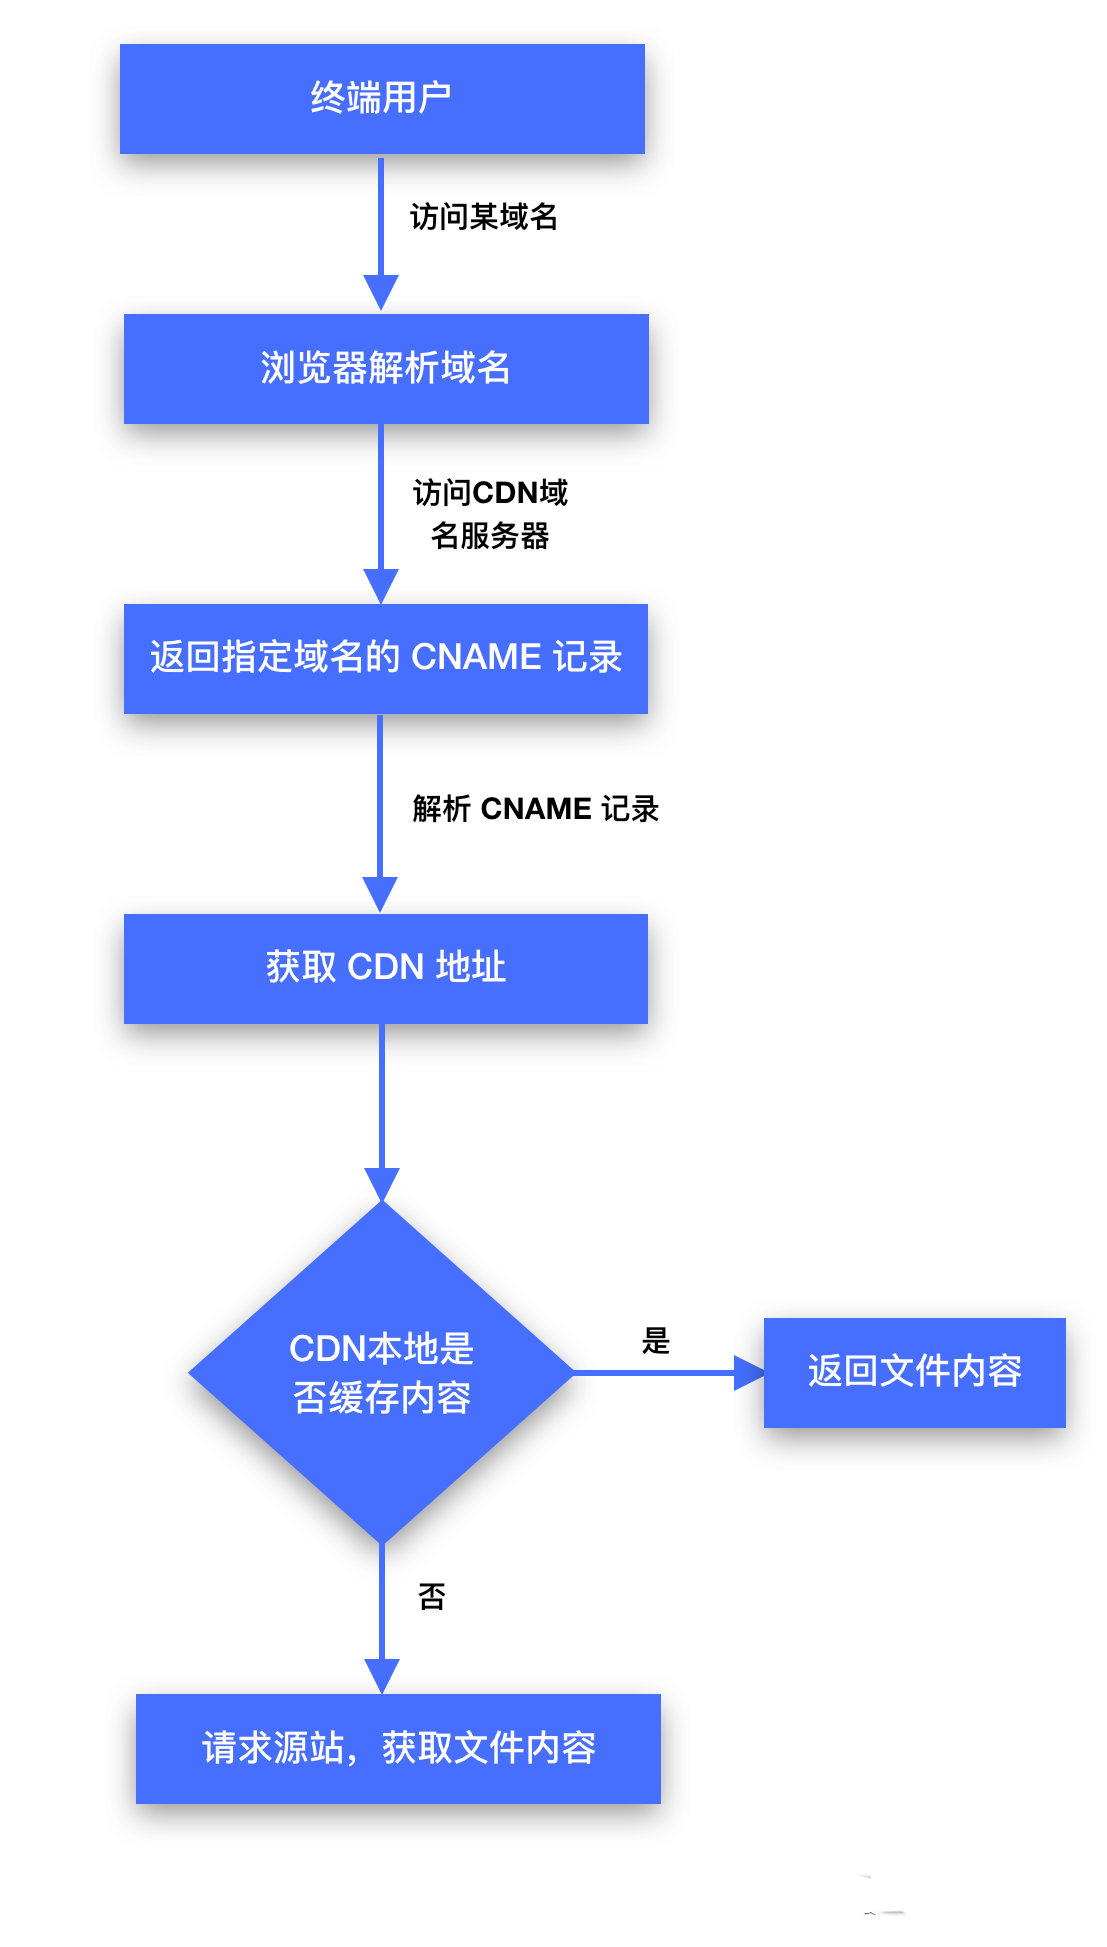 终端用户
访问某域名
浏览器解析域名
访问CDN域
名服务器
返回指定域名的 CNAME 记录
解析 CNAME 记录
获取 CDN 地址
CDN本地是
否缓存内容
是
返回文件内容
否
请求源站，获取文件内容